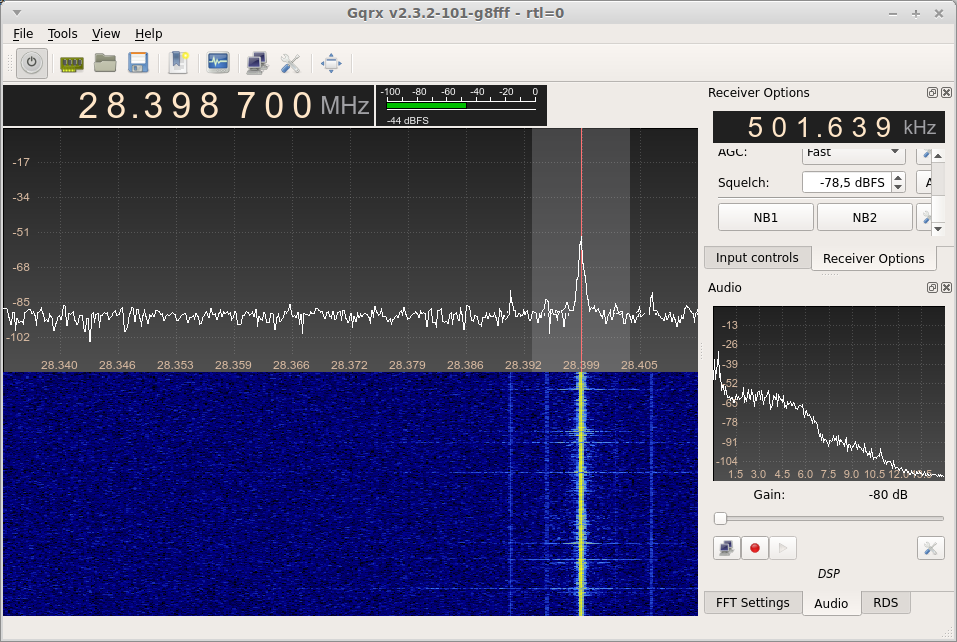 Gqrx v2.3.2-101-g8fff - rtl=0
File Tools View Help
28.398 700 MHz
-100 -80 -60 -40 -20 0
-44 dBFS
-17
-34
-51
-68
-85
-102
28.340 28.346 28.353 28.359 28.366 28.372 28.379 28.386 28.392 28.399 28.405
Receiver Options
501.639 kHz
AGC: Fast
Squelch: -78,5 dBFS A
NB1 NB2
Input controls Receiver Options
Audio
-13
-26
-39
-52
-65
-78
-91
-104
1.5 3.0 4.5 6.0 7.5 9.0 10.5 12.0 13.5
Gain: -80 dB
DSP
FFT Settings Audio RDS